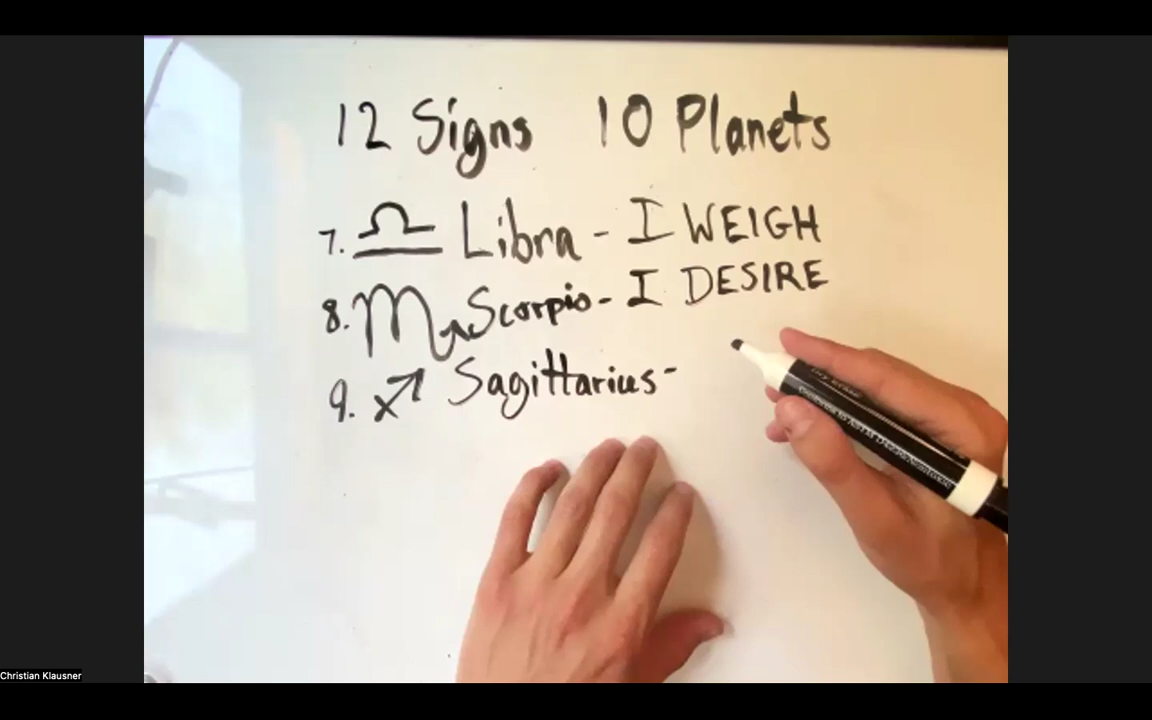 12 Signs 10 Planets
7. ♎ Libra - I WEIGH
8. ♏ Scorpio - I DESIRE
9. ♐ Sagittarius -
Christian Klausner